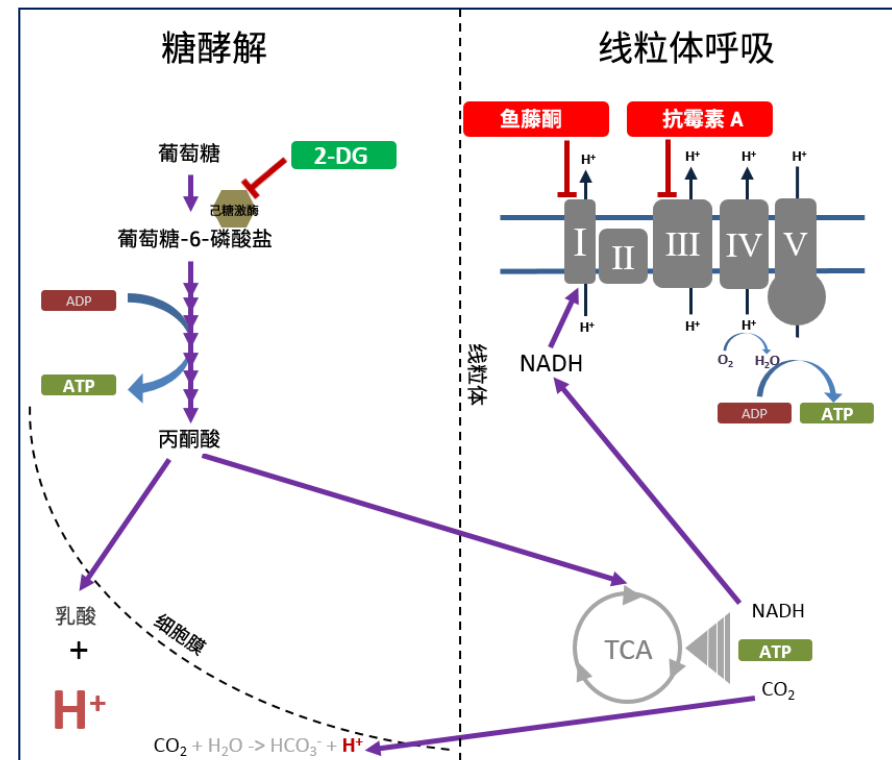 糖酵解
线粒体呼吸
鱼藤酮
抗霉素 A
葡萄糖
2-DG
己糖激酶
葡萄糖-6-磷酸盐
H⁺
H⁺
H⁺
H⁺
I
II
III
IV
V
H⁺
H⁺
H⁺
ADP
ATP
丙酮酸
线粒体
NADH
O₂
H₂O
ADP
ATP
乳酸
+
H⁺
细胞膜
TCA
NADH
ATP
CO₂
CO₂ + H₂O -> HCO₃⁻ + H⁺